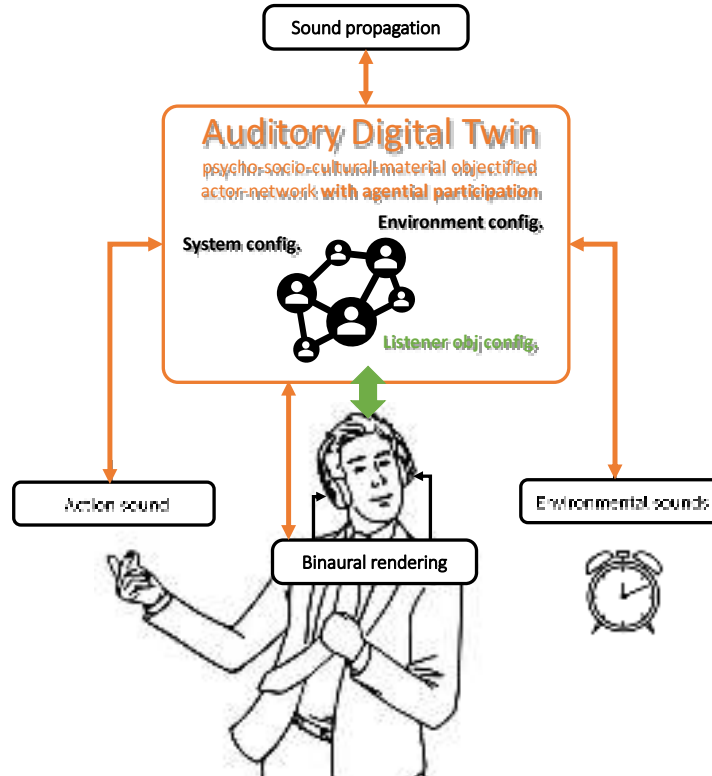 Sound propagation
Auditory Digital Twin
psycho-socio-cultural-material objectified
actor-network with agential participation
Environment config.
System config.
Listener obj config.
Action sound
Environmental sounds
Binaural rendering